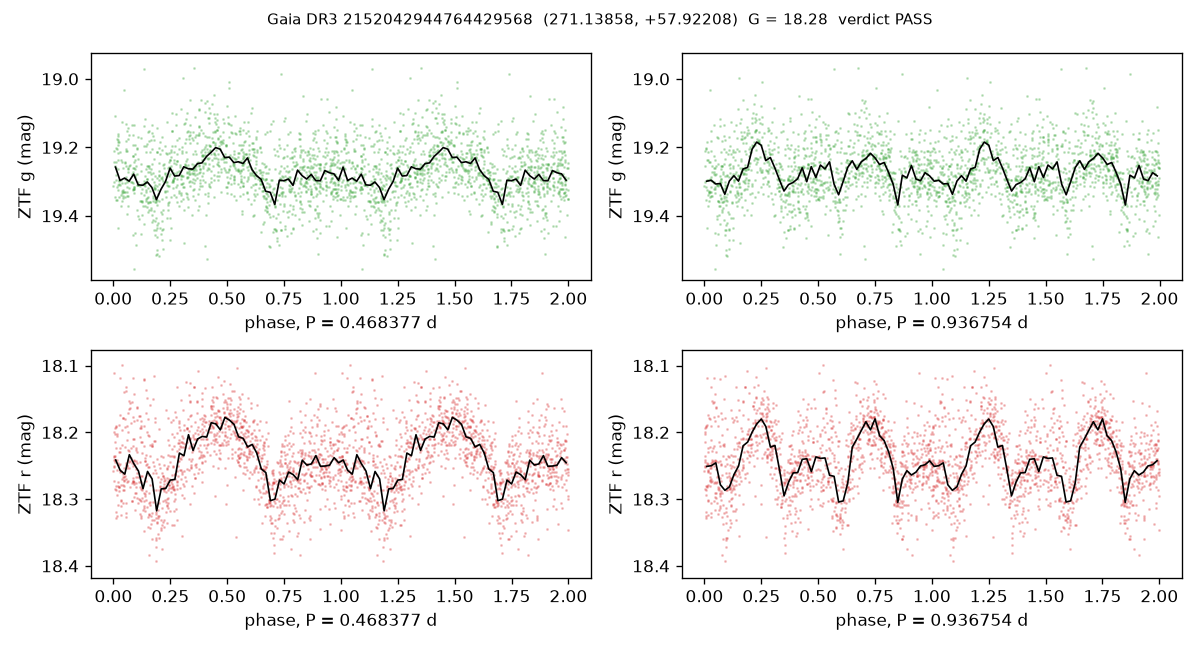 Gaia DR3 2152042944764429568 (271.13858, +57.92208) G = 18.28 verdict PASS
19.0
19.2
19.4
ZTF g (mag)
0.00 0.25 0.50 0.75 1.00 1.25 1.50 1.75 2.00
phase, P = 0.468377 d
19.0
19.2
19.4
ZTF g (mag)
0.00 0.25 0.50 0.75 1.00 1.25 1.50 1.75 2.00
phase, P = 0.936754 d
18.1
18.2
18.3
18.4
ZTF r (mag)
0.00 0.25 0.50 0.75 1.00 1.25 1.50 1.75 2.00
phase, P = 0.468377 d
18.1
18.2
18.3
18.4
ZTF r (mag)
0.00 0.25 0.50 0.75 1.00 1.25 1.50 1.75 2.00
phase, P = 0.936754 d